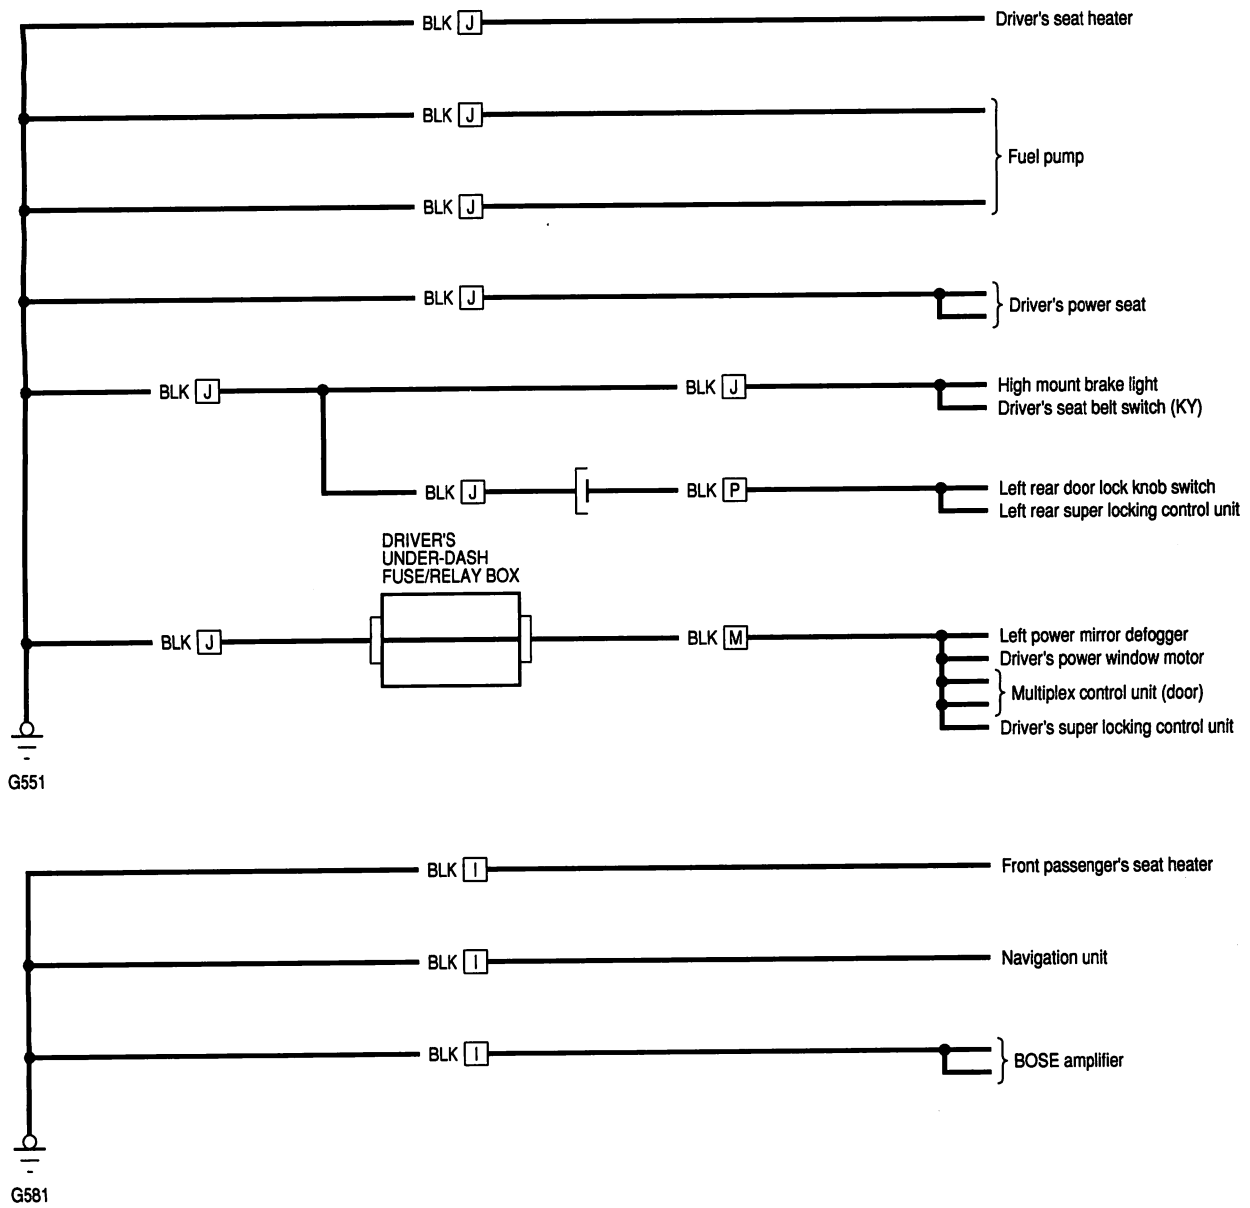 BLK J Driver's seat heater
BLK J
Fuel pump
BLK J
BLK J Driver's power seat
BLK J BLK J High mount brake light
Driver's seat belt switch (KY)
BLK J BLK P Left rear door lock knob switch
Left rear super locking control unit
DRIVER'S
UNDER-DASH
FUSE/RELAY BOX
BLK J BLK M Left power mirror defogger
Driver's power window motor
Multiplex control unit (door)
Driver's super locking control unit
G551
BLK I Front passenger's seat heater
BLK I Navigation unit
BLK I BOSE amplifier
G581